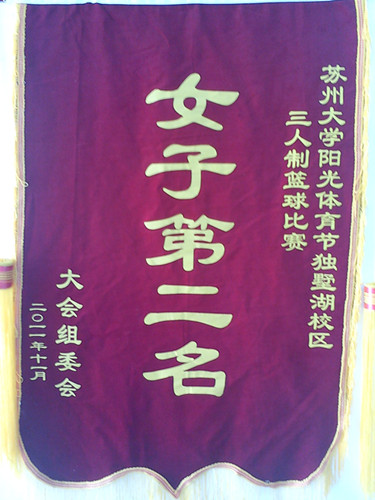 苏州大学阳光体育节独墅湖校区
三人制篮球比赛
女子第二名
大会组委会
二〇一一年十一月